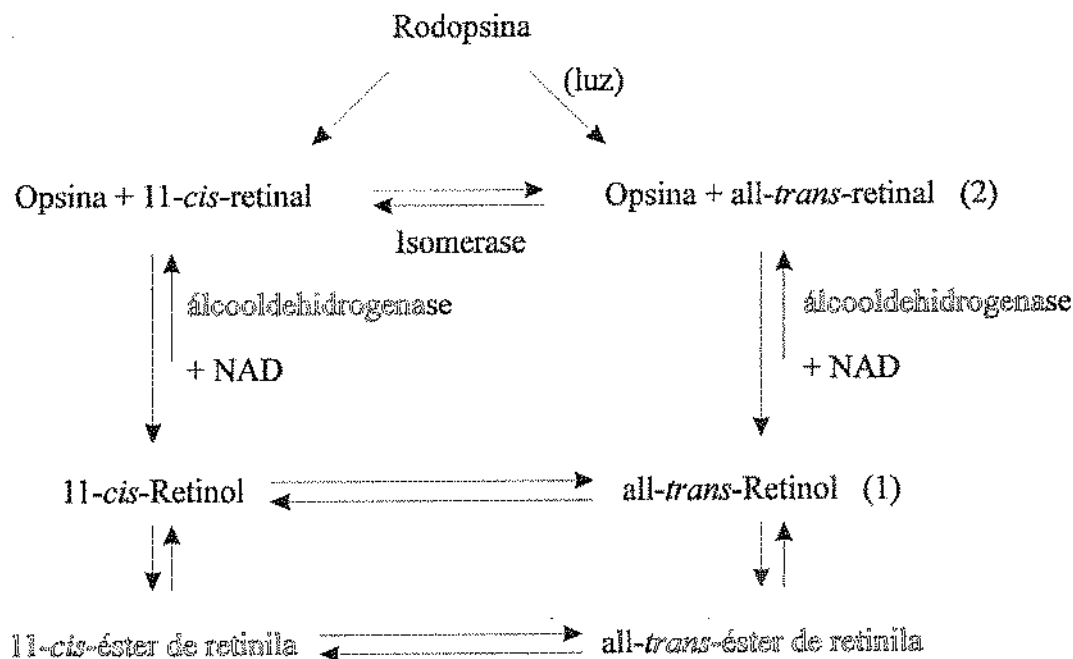 Rodopsina
(luz)
Opsina + 11-cis-retinal
Opsina + all-trans-retinal (2)
Isomerase
álcooldehidrogenase
álcooldehidrogenase
+ NAD
+ NAD
11-cis-Retinol
all-trans-Retinol (1)
11-cis-éster de retinila
all-trans-éster de retinila